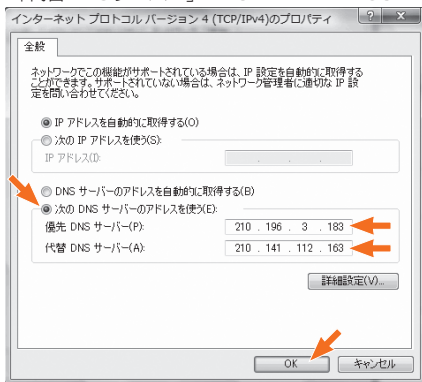 インターネット プロトコル バージョン 4 (TCP/IPv4)のプロパティ
全般
ネットワークでこの機能がサポートされている場合は、IP 設定を自動的に取得する
ことができます。サポートされていない場合は、ネットワーク管理者に適切な IP 設
定を問い合わせてください。
IP アドレスを自動的に取得する(O)
次の IP アドレスを使う(S):
IP アドレス(I):
DNS サーバーのアドレスを自動的に取得する(B)
次の DNS サーバーのアドレスを使う(E):
優先 DNS サーバー(P): 210 . 196 . 3 . 183
代替 DNS サーバー(A): 210 . 141 . 112 . 163
詳細設定(V)...
OK キャンセル